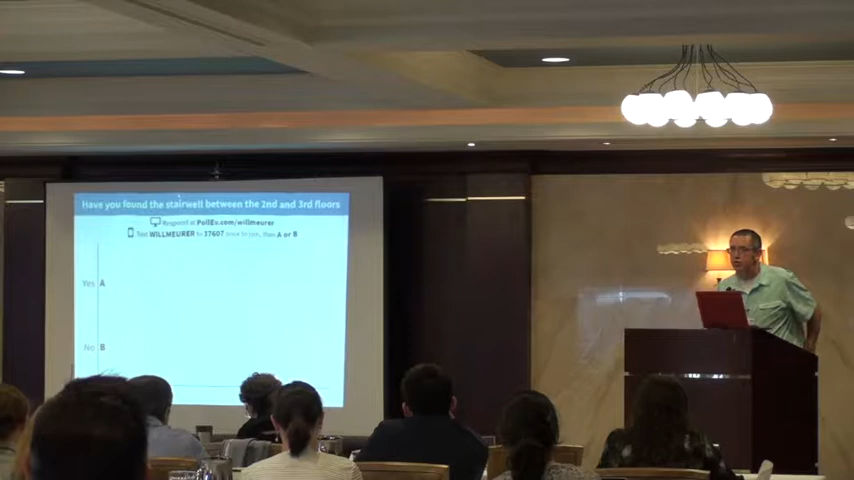 Have you found the stairwell between the 2nd and 3rd floors
Respond at PollEv.com/willmeurer
Text WILLMEURER to 37607 once to join, then A or B
Yes A
No B